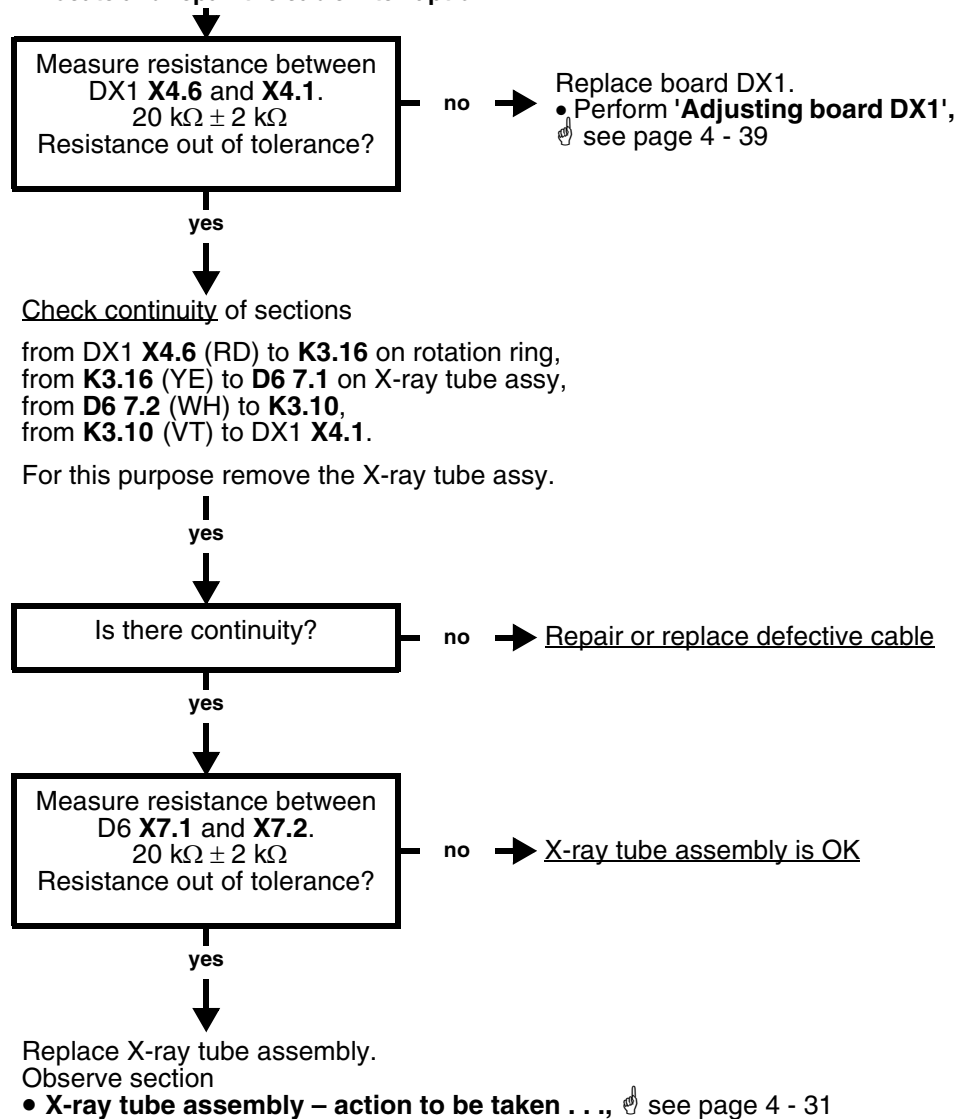 Measure resistance between
DX1 X4.6 and X4.1.
20 kΩ ± 2 kΩ
Resistance out of tolerance?
no
Replace board DX1.
• Perform 'Adjusting board DX1',
☝ see page 4 - 39
yes
Check continuity of sections
from DX1 X4.6 (RD) to K3.16 on rotation ring,
from K3.16 (YE) to D6 7.1 on X-ray tube assy,
from D6 7.2 (WH) to K3.10,
from K3.10 (VT) to DX1 X4.1.
For this purpose remove the X-ray tube assy.
yes
Is there continuity?
no
Repair or replace defective cable
yes
Measure resistance between
D6 X7.1 and X7.2.
20 kΩ ± 2 kΩ
Resistance out of tolerance?
no
X-ray tube assembly is OK
yes
Replace X-ray tube assembly.
Observe section
• X-ray tube assembly – action to be taken . . ., ☝ see page 4 - 31